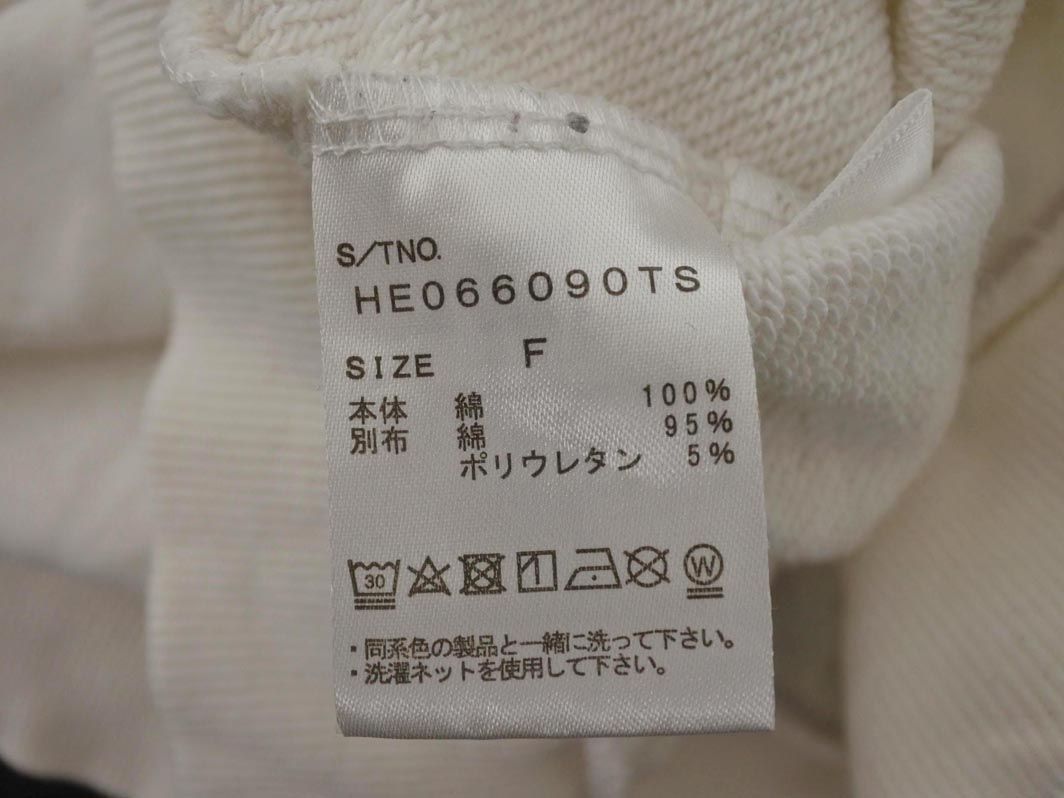 S/TNO.
HE066090TS
SIZE F
本体 綿 100%
別布 綿 95%
ポリウレタン 5%
30 W
・同系色の製品と一緒に洗って下さい。
・洗濯ネットを使用して下さい。